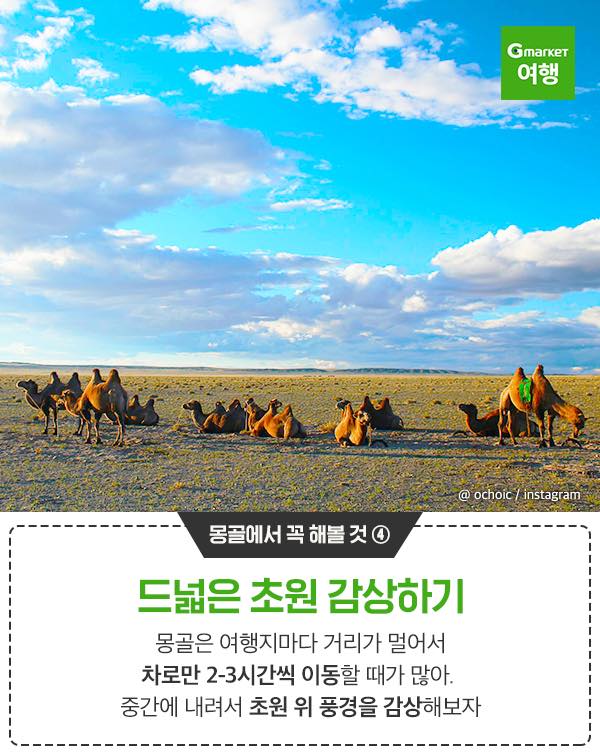 Gmarket
여행
@ ochoic / instagram
몽골에서 꼭 해볼 것 ④
드넓은 초원 감상하기
몽골은 여행지마다 거리가 멀어서
차로만 2-3시간씩 이동할 때가 많아.
중간에 내려서 초원 위 풍경을 감상해보자